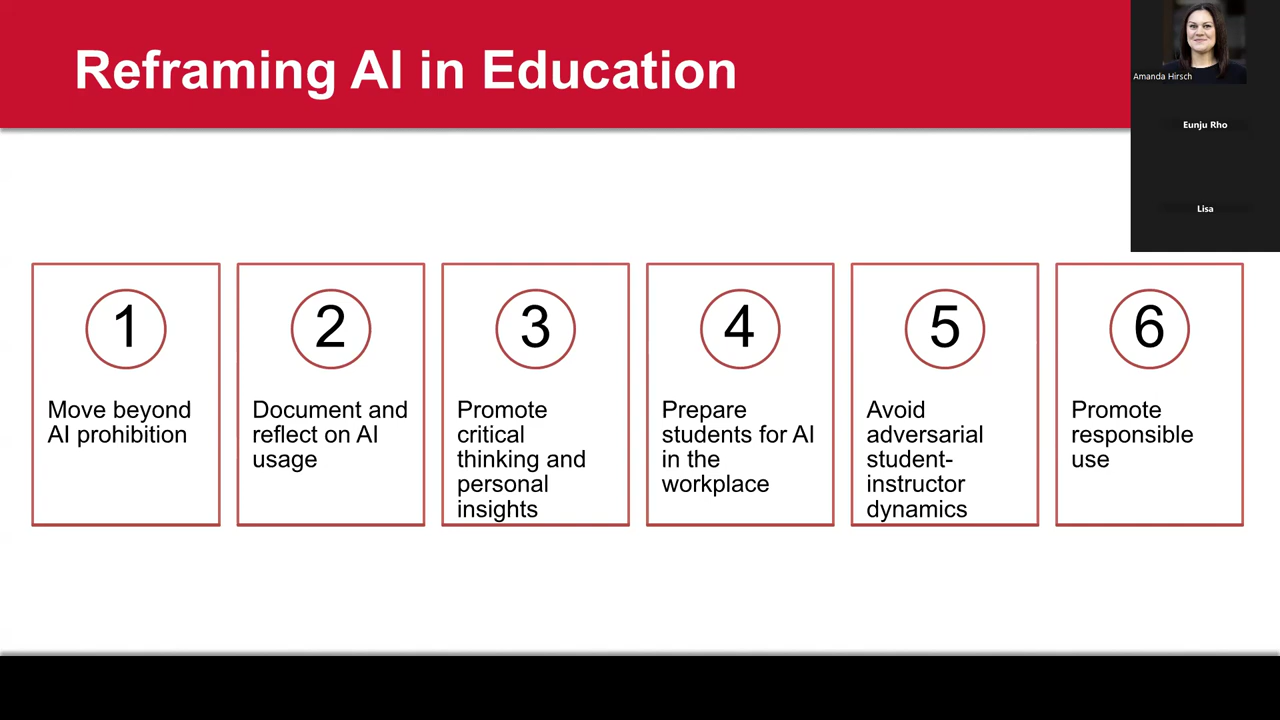 Reframing AI in Education
Amanda Hirsch
Eunju Rho
Lisa
1
Move beyond
AI prohibition
2
Document and
reflect on AI
usage
3
Promote
critical
thinking and
personal
insights
4
Prepare
students for AI
in the
workplace
5
Avoid
adversarial
student-
instructor
dynamics
6
Promote
responsible
use